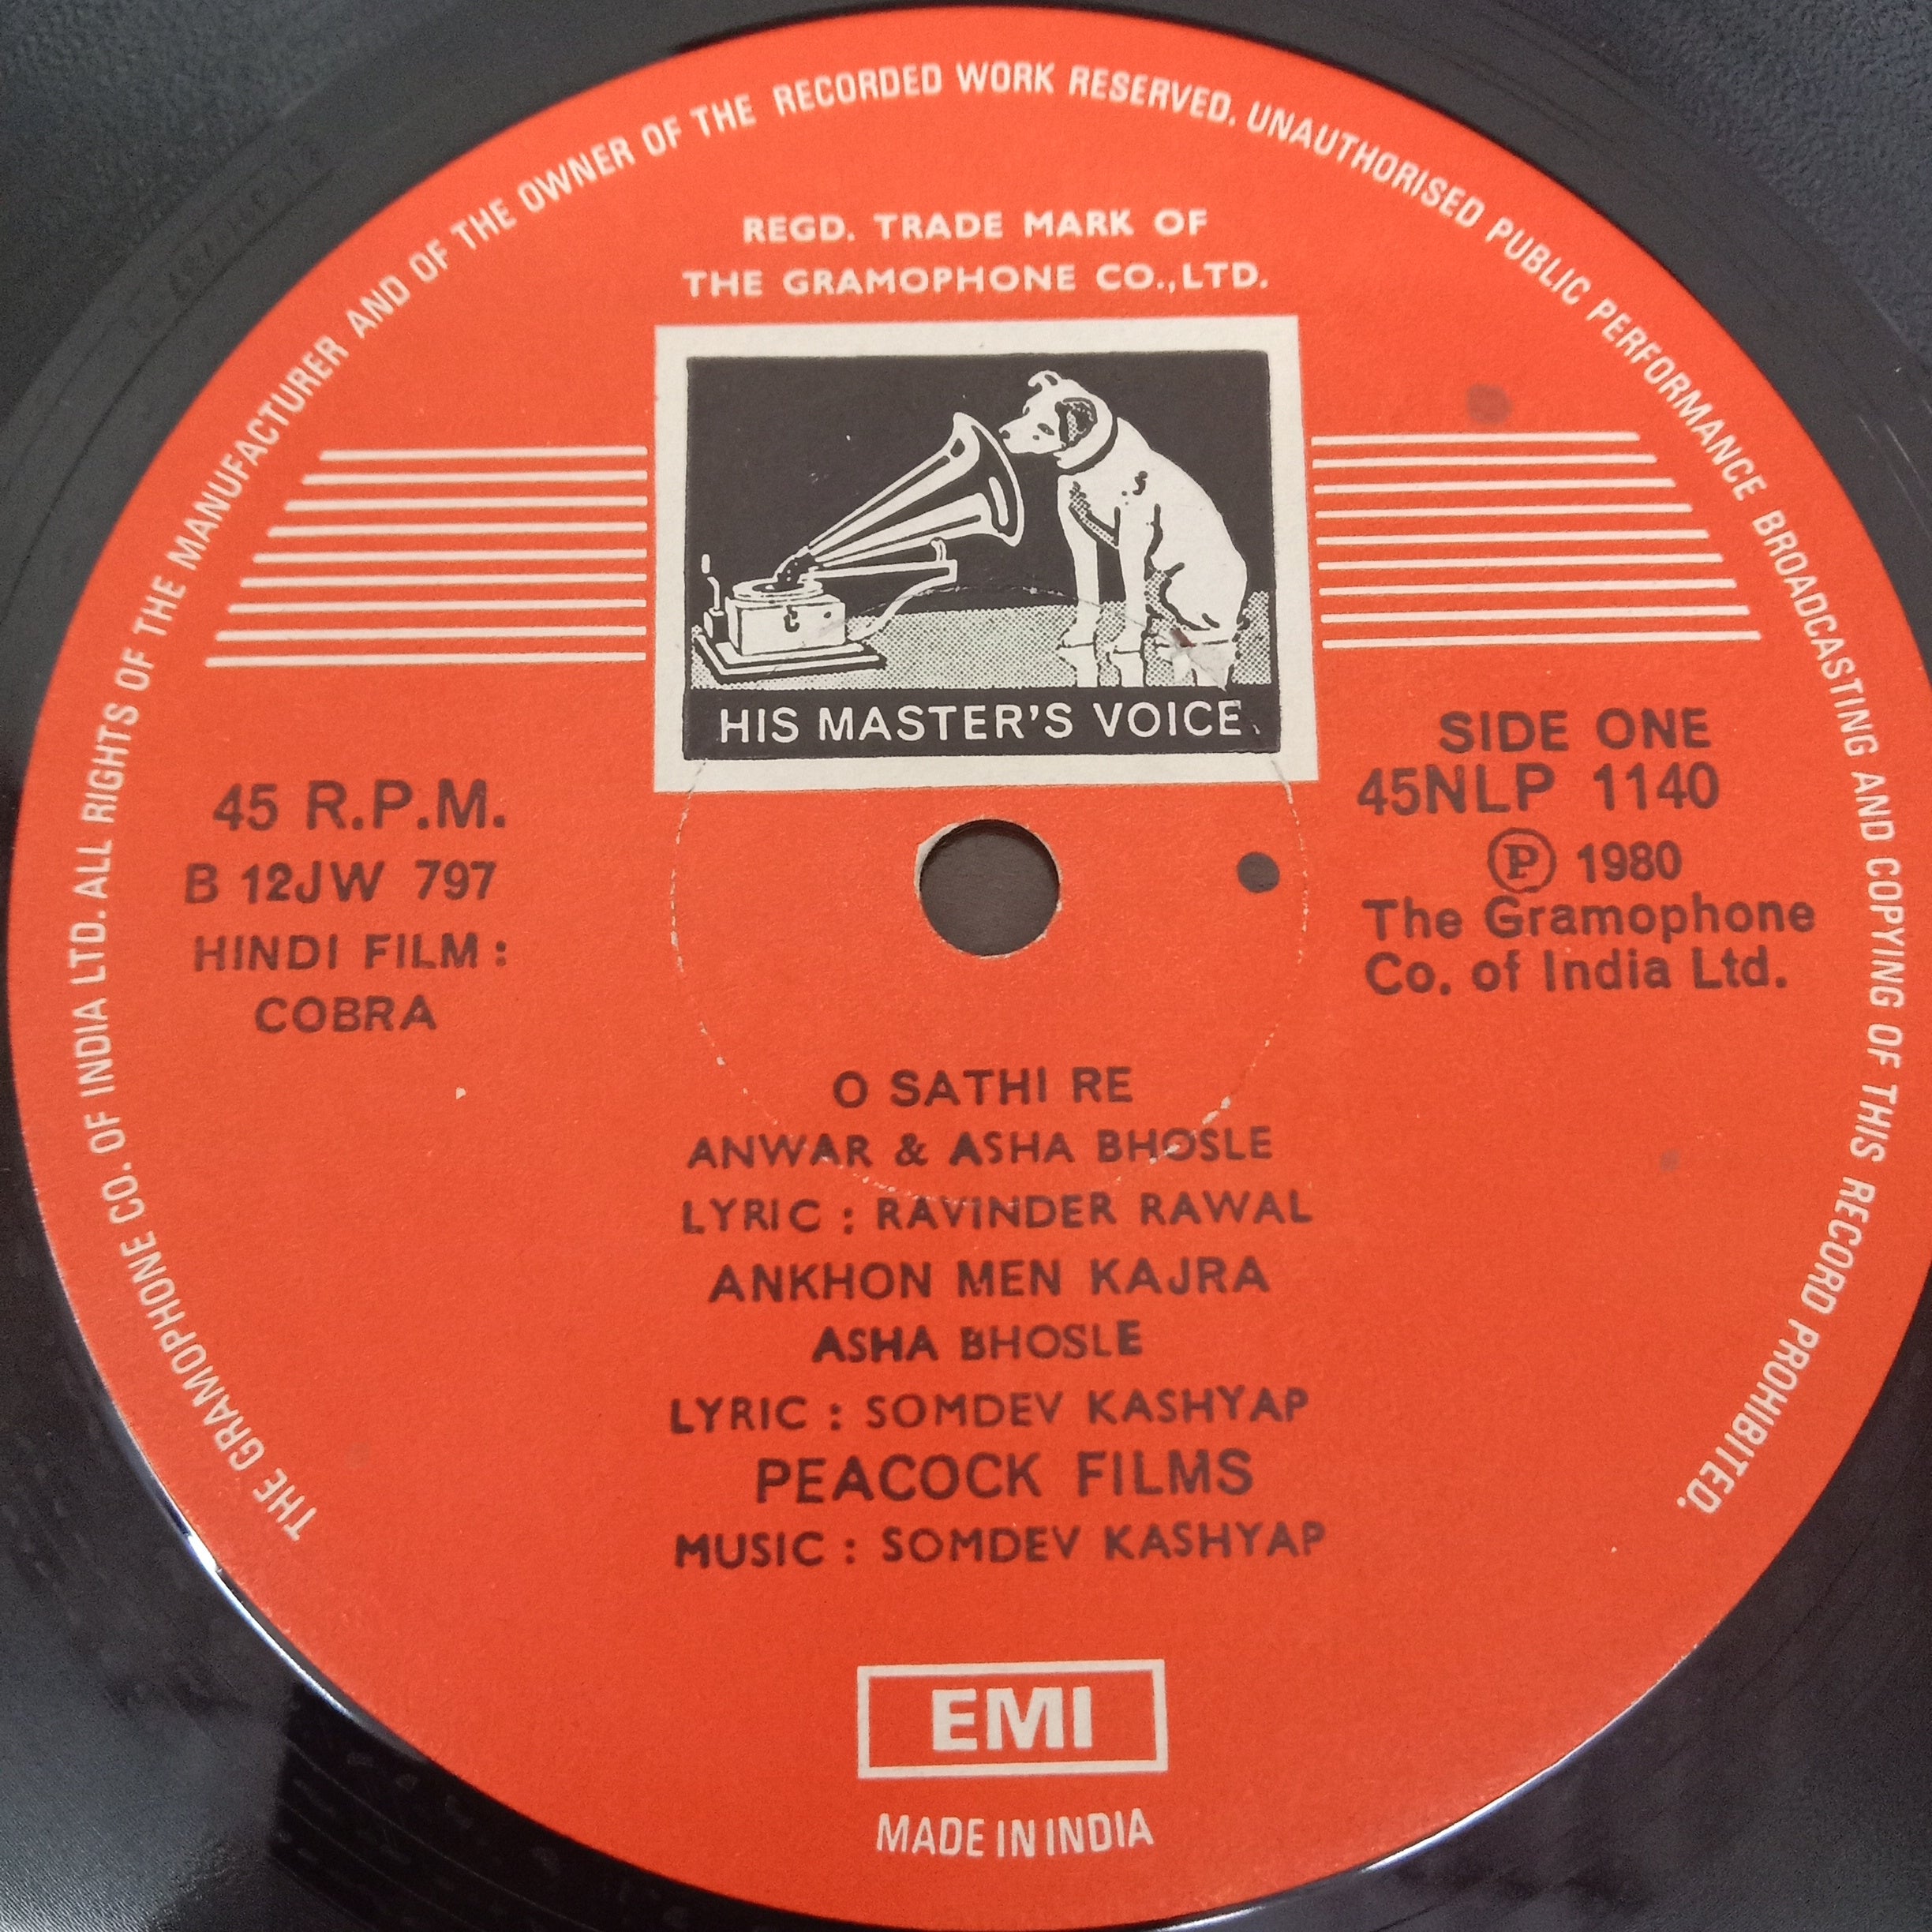 THE GRAMOPHONE CO. OF INDIA LTD. ALL RIGHTS OF THE MANUFACTURER AND OF THE OWNER OF THE RECORDED WORK RESERVED. UNAUTHORISED PUBLIC PERFORMANCE BROADCASTING AND COPYING OF THIS RECORD PROHIBITED.
REGD. TRADE MARK OF
THE GRAMOPHONE CO.,LTD.
HIS MASTER'S VOICE
45 R.P.M.
B 12JW 797
HINDI FILM :
COBRA
SIDE ONE
45NLP 1140
℗ 1980
The Gramophone
Co. of India Ltd.
O SATHI RE
ANWAR & ASHA BHOSLE
LYRIC : RAVINDER RAWAL
ANKHON MEN KAJRA
ASHA BHOSLE
LYRIC : SOMDEV KASHYAP
PEACOCK FILMS
MUSIC : SOMDEV KASHYAP
EMI
MADE IN INDIA